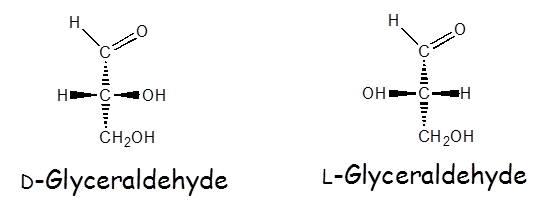 H O H O
C C
H C OH OH C H
CH₂OH CH₂OH
D-Glyceraldehyde L-Glyceraldehyde